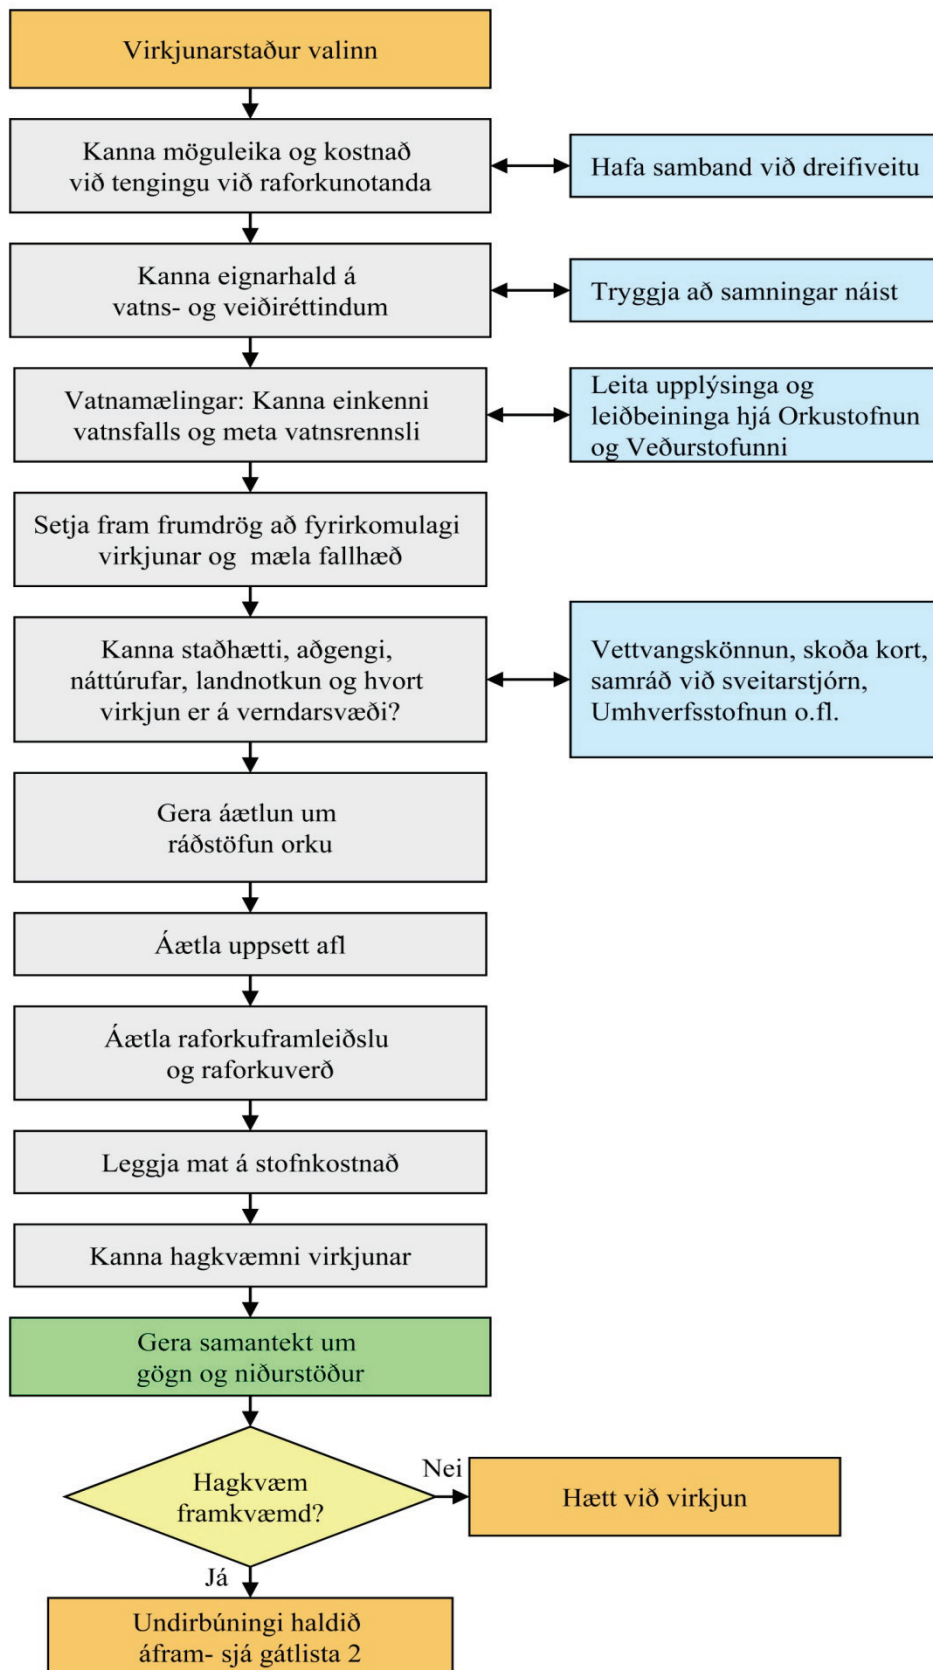 Virkjunarstaður valinn
Kanna möguleika og kostnað
við tengingu við raforkunotanda
Hafa samband við dreifiveitu
Kanna eignarhald á
vatns- og veiðiréttindum
Tryggja að samningar náist
Vatnamælingar: Kanna einkenni
vatnsfalls og meta vatnsrennsli
Leita upplýsinga og
leiðbeininga hjá Orkustofnun
og Veðurstofunni
Setja fram frumdrög að fyrirkomulagi
virkjunar og mæla fallhæð
Kanna staðhætti, aðgengi,
náttúrufar, landnotkun og hvort
virkjun er á verndarsvæði?
Vettvangskönnun, skoða kort,
samráð við sveitarstjórn,
Umhverfsstofnun o.fl.
Gera áætlun um
ráðstöfun orku
Áætla uppsett afl
Áætla raforkuframleiðslu
og raforkuverð
Leggja mat á stofnkostnað
Kanna hagkvæmni virkjunar
Gera samantekt um
gögn og niðurstöður
Hagkvæm
framkvæmd?
Nei
Hætt við virkjun
Já
Undirbúningi haldið
áfram- sjá gátlista 2